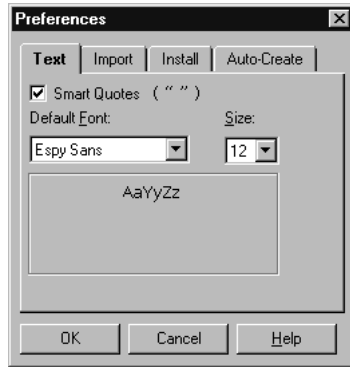 Preferences
Text Import Install Auto-Create
Smart Quotes ( “ ” )
Default Font: Size:
Espy Sans 12
AaYyZz
OK Cancel Help